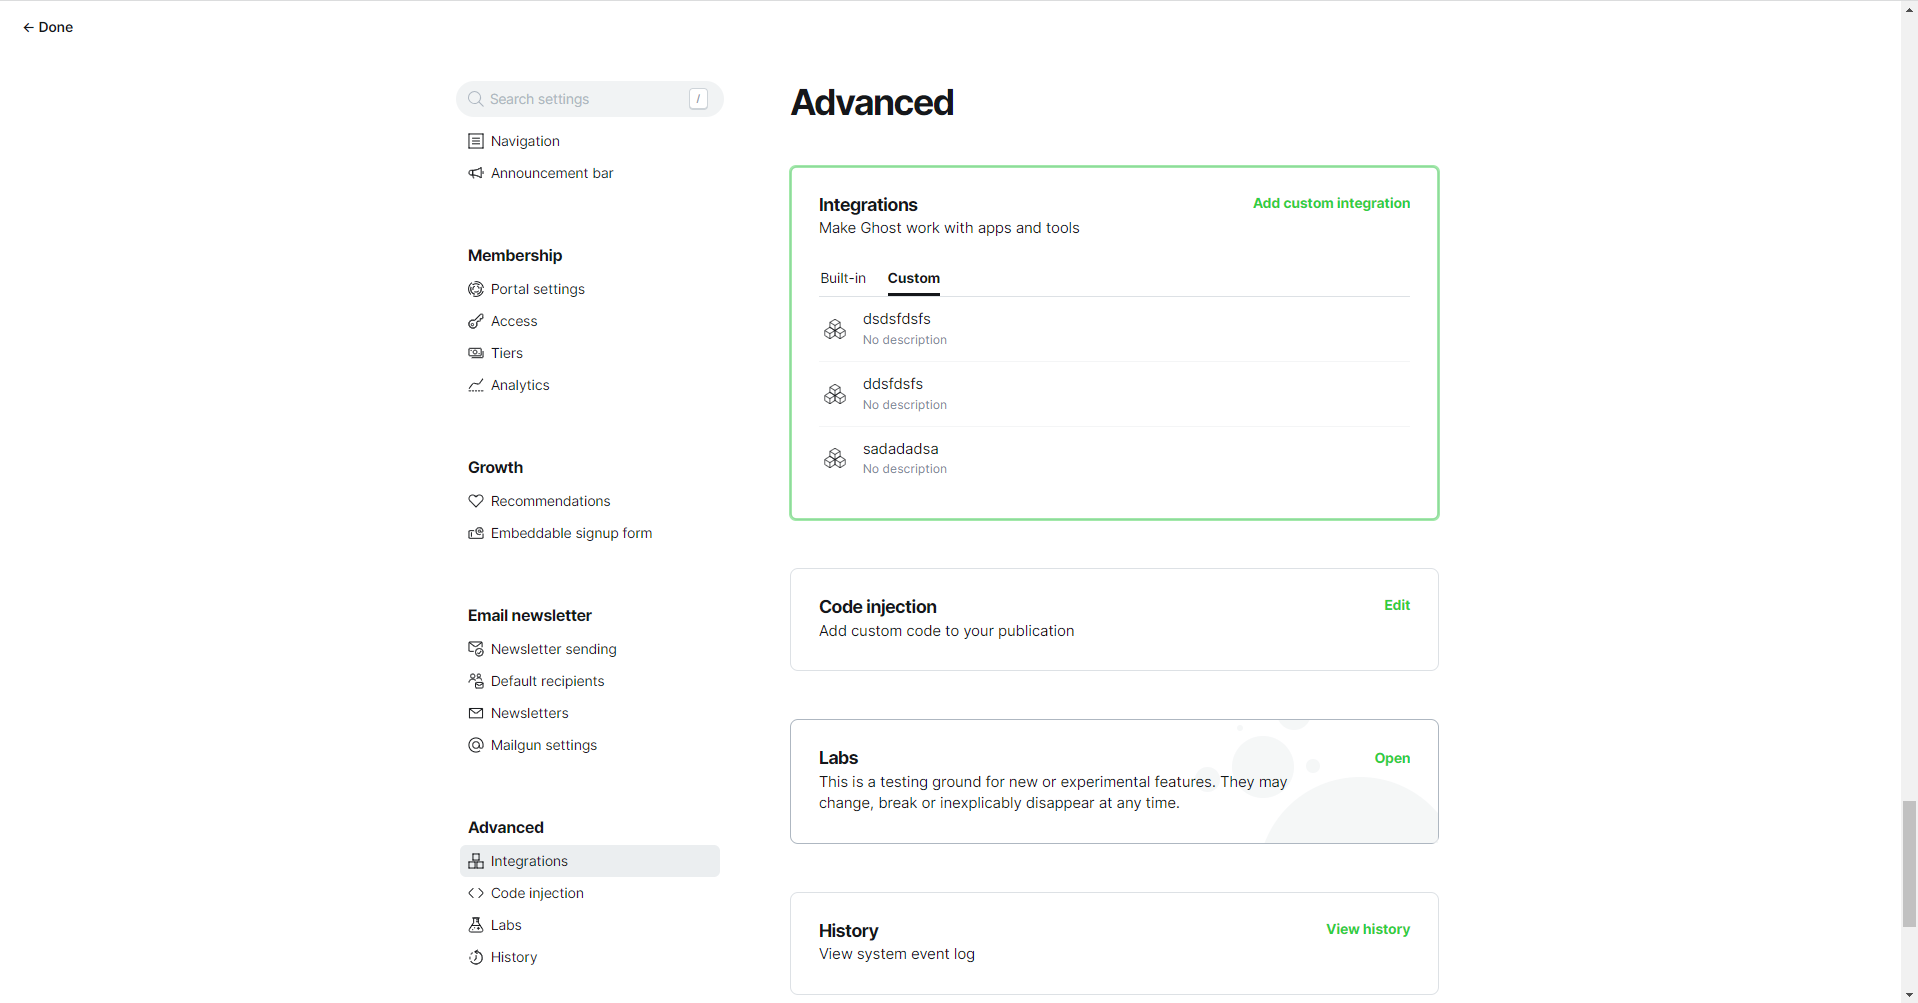 ← Done
Search settings /
Navigation
Announcement bar
Membership
Portal settings
Access
Tiers
Analytics
Growth
Recommendations
Embeddable signup form
Email newsletter
Newsletter sending
Default recipients
Newsletters
Mailgun settings
Advanced
Integrations
Code injection
Labs
History
Advanced
Integrations
Add custom integration
Make Ghost work with apps and tools
Built-in Custom
dsdsfdsfs
No description
ddsfdsfs
No description
sadadadsa
No description
Code injection
Edit
Add custom code to your publication
Labs
Open
This is a testing ground for new or experimental features. They may
change, break or inexplicably disappear at any time.
History
View history
View system event log